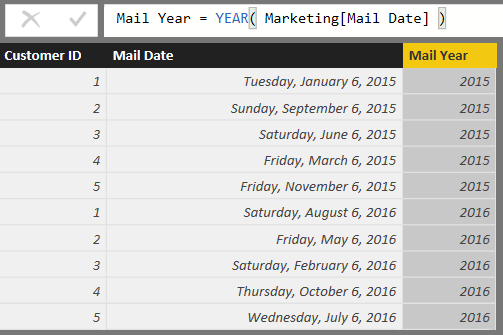 Mail Year = YEAR( Marketing[Mail Date] )
Customer ID Mail Date Mail Year
1 Tuesday, January 6, 2015 2015
2 Sunday, September 6, 2015 2015
3 Saturday, June 6, 2015 2015
4 Friday, March 6, 2015 2015
5 Friday, November 6, 2015 2015
1 Saturday, August 6, 2016 2016
2 Friday, May 6, 2016 2016
3 Saturday, February 6, 2016 2016
4 Thursday, October 6, 2016 2016
5 Wednesday, July 6, 2016 2016